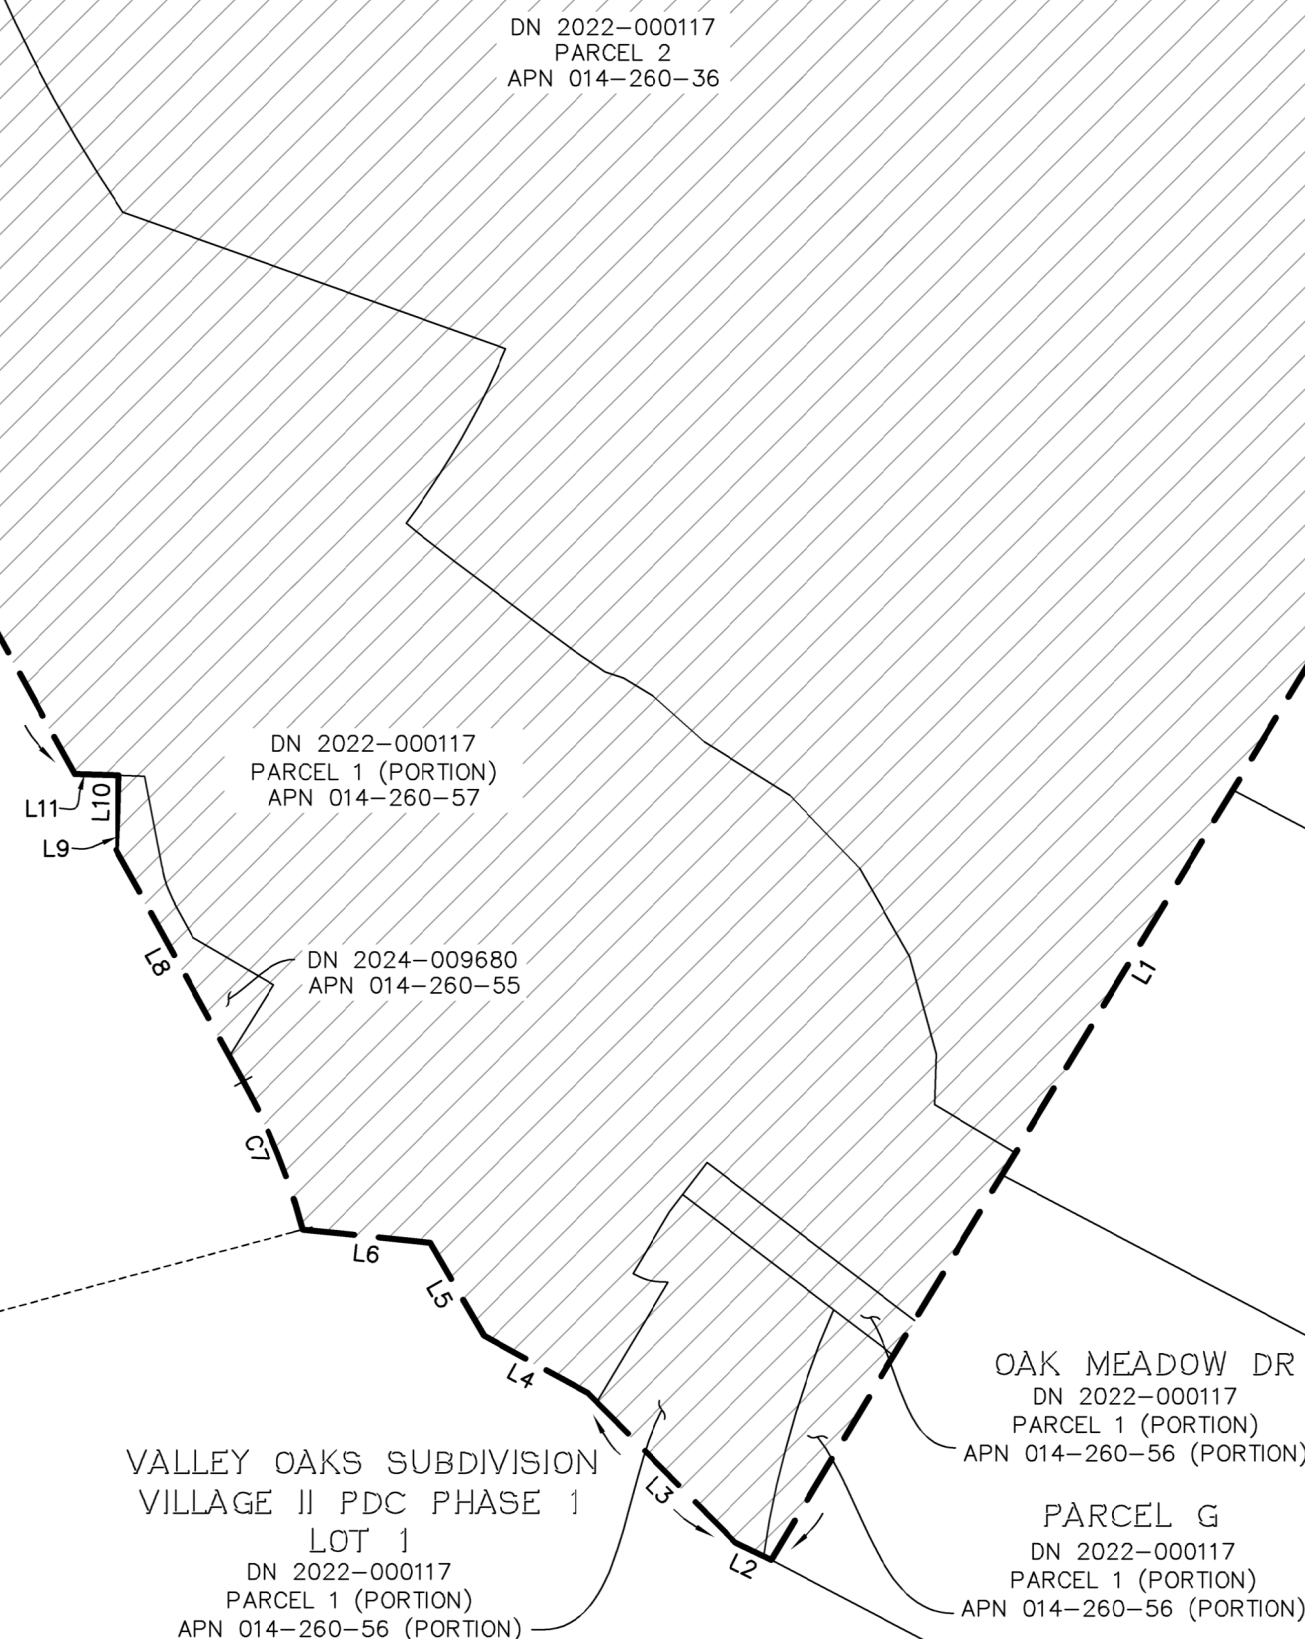 DN 2022-000117
PARCEL 2
APN 014-260-36
DN 2022-000117
PARCEL 1 (PORTION)
APN 014-260-57
L11
L10
L9
L8
DN 2024-009680
APN 014-260-55
L1
C7
L6
L5
L4
L3
L2
OAK MEADOW DR
DN 2022-000117
PARCEL 1 (PORTION)
APN 014-260-56 (PORTION)
VALLEY OAKS SUBDIVISION
VILLAGE II PDC PHASE 1
LOT 1
DN 2022-000117
PARCEL 1 (PORTION)
APN 014-260-56 (PORTION)
PARCEL G
DN 2022-000117
PARCEL 1 (PORTION)
APN 014-260-56 (PORTION)